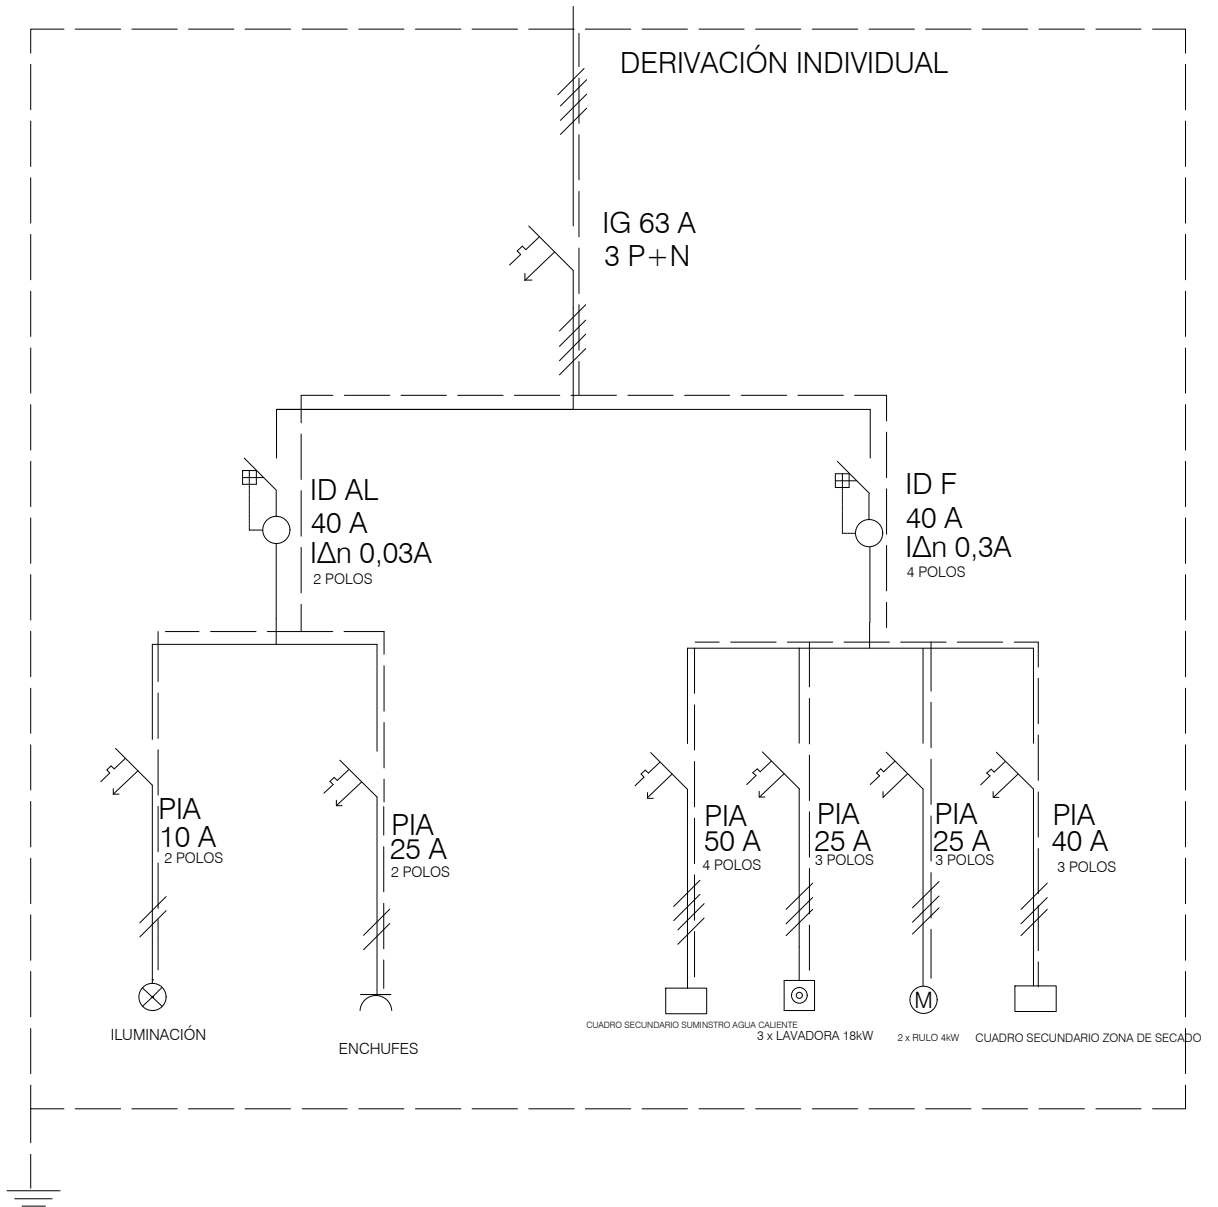 DERIVACIÓN INDIVIDUAL
IG 63 A
3 P+N
ID AL
40 A
IΔn 0,03A
2 POLOS
ID F
40 A
IΔn 0,3A
4 POLOS
PIA
10 A
2 POLOS
PIA
25 A
2 POLOS
PIA
50 A
4 POLOS
PIA
25 A
3 POLOS
PIA
25 A
3 POLOS
PIA
40 A
3 POLOS
M
ILUMINACIÓN
ENCHUFES
CUADRO SECUNDARIO SUMINSTRO AGUA CALIENTE
3 x LAVADORA 18kW
2 x RULO 4kW
CUADRO SECUNDARIO ZONA DE SECADO